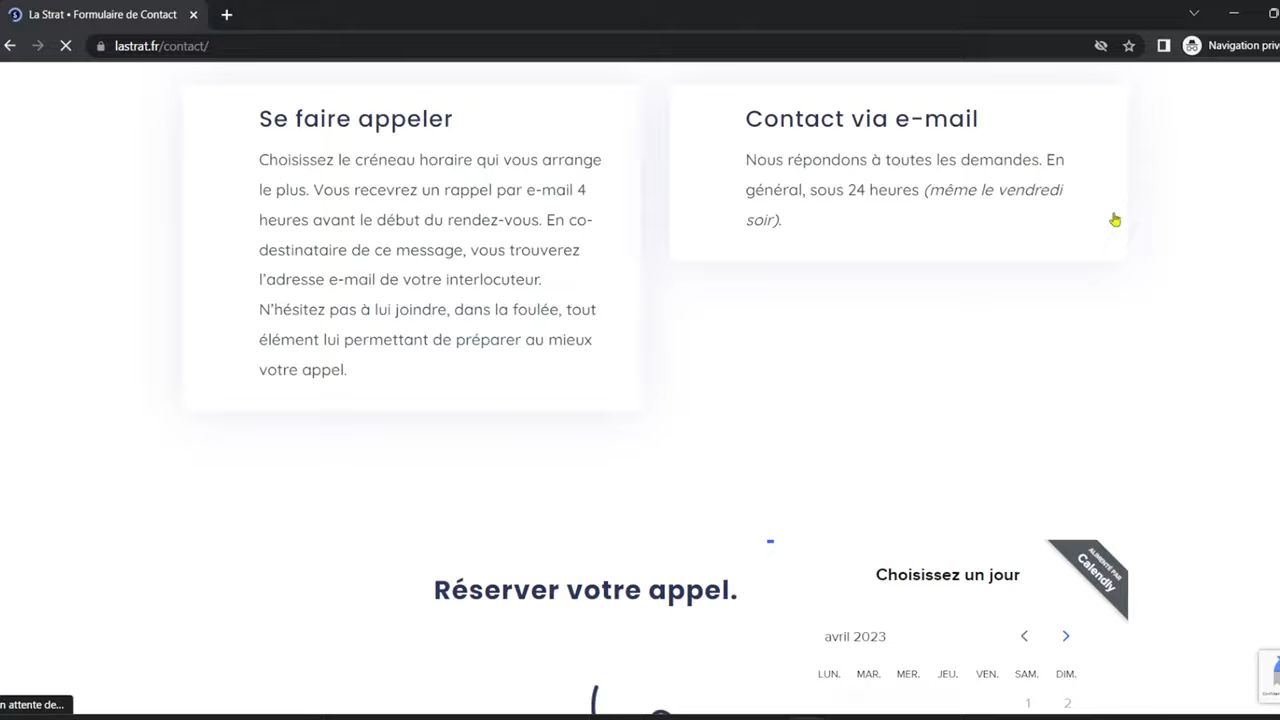 La Strat • Formulaire de Contact
lastrat.fr/contact/
Se faire appeler
Choisissez le créneau horaire qui vous arrange
le plus. Vous recevrez un rappel par e-mail 4
heures avant le début du rendez-vous. En co-
destinataire de ce message, vous trouverez
l'adresse e-mail de votre interlocuteur.
N'hésitez pas à lui joindre, dans la foulée, tout
élément lui permettant de préparer au mieux
votre appel.
Contact via e-mail
Nous répondons à toutes les demandes. En
général, sous 24 heures (même le vendredi
soir).
Réserver votre appel.
Choisissez un jour
ALIMENTÉ PAR
Calendly
avril 2023
LUN. MAR. MER. JEU. VEN. SAM. DIM.
1 2
n attente de...